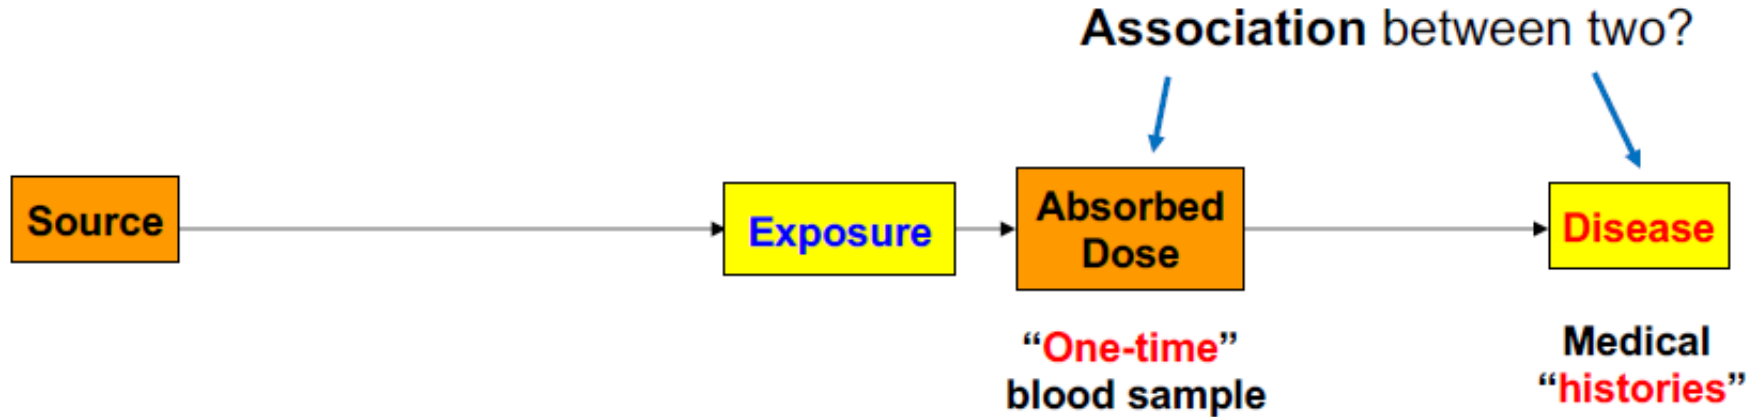 Association between two?
Source
Exposure
Absorbed
Dose
Disease
“One-time”
blood sample
Medical
“histories”